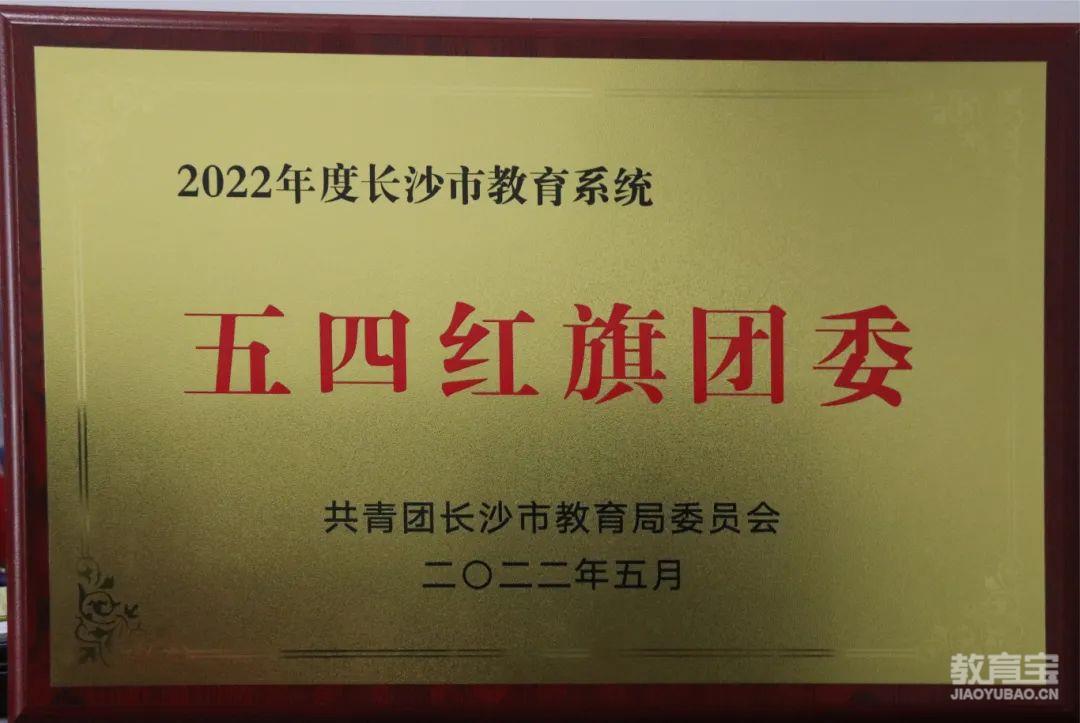 2022年度长沙市教育系统
五四红旗团委
共青团长沙市教育局委员会
二〇二二年五月
教育宝
JIAOYUBAO.CN